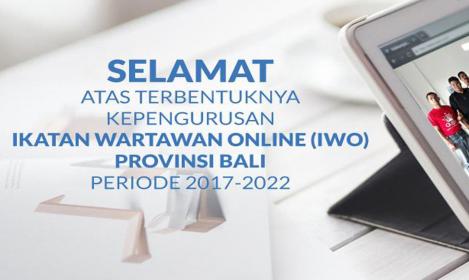 SELAMAT
ATAS TERBENTUKNYA
KEPENGURUSAN
IKATAN WARTAWAN ONLINE (IWO)
PROVINSI BALI
PERIODE 2017-2022